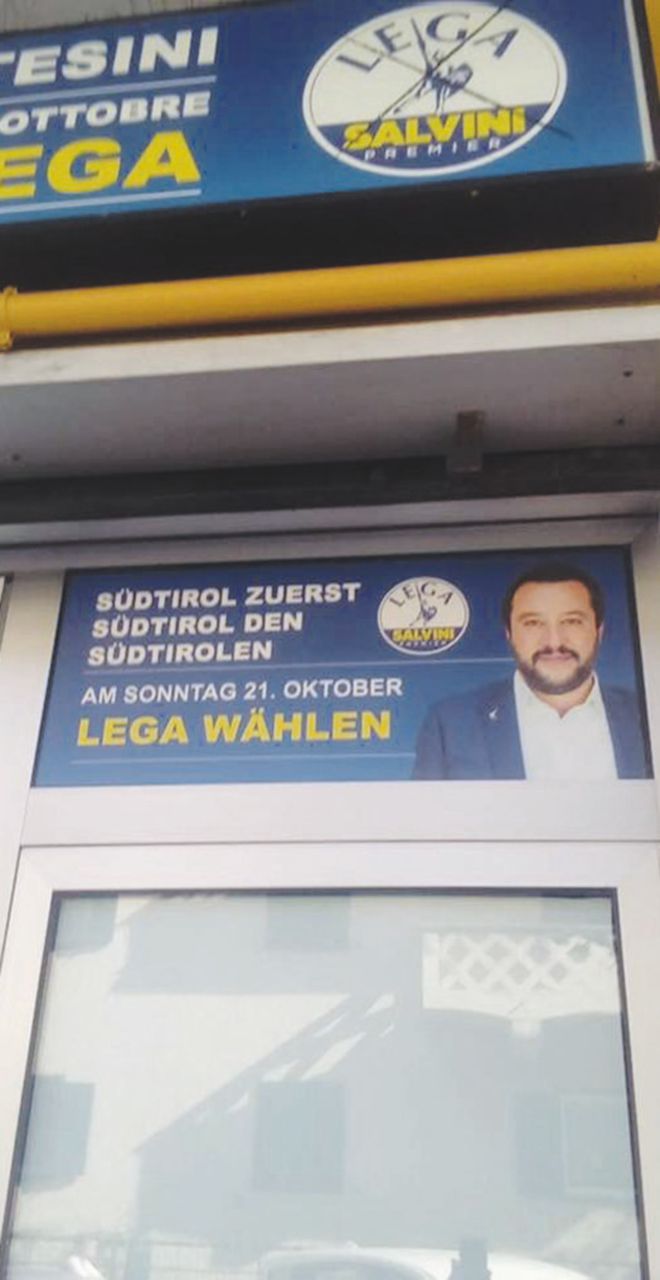 TESINI
OTTOBRE
EGA
LEGA
SALVINI
PREMIER
SÜDTIROL ZUERST
SÜDTIROL DEN
SÜDTIROLEN
AM SONNTAG 21. OKTOBER
LEGA WÄHLEN
LEGA
SALVINI
PREMIER